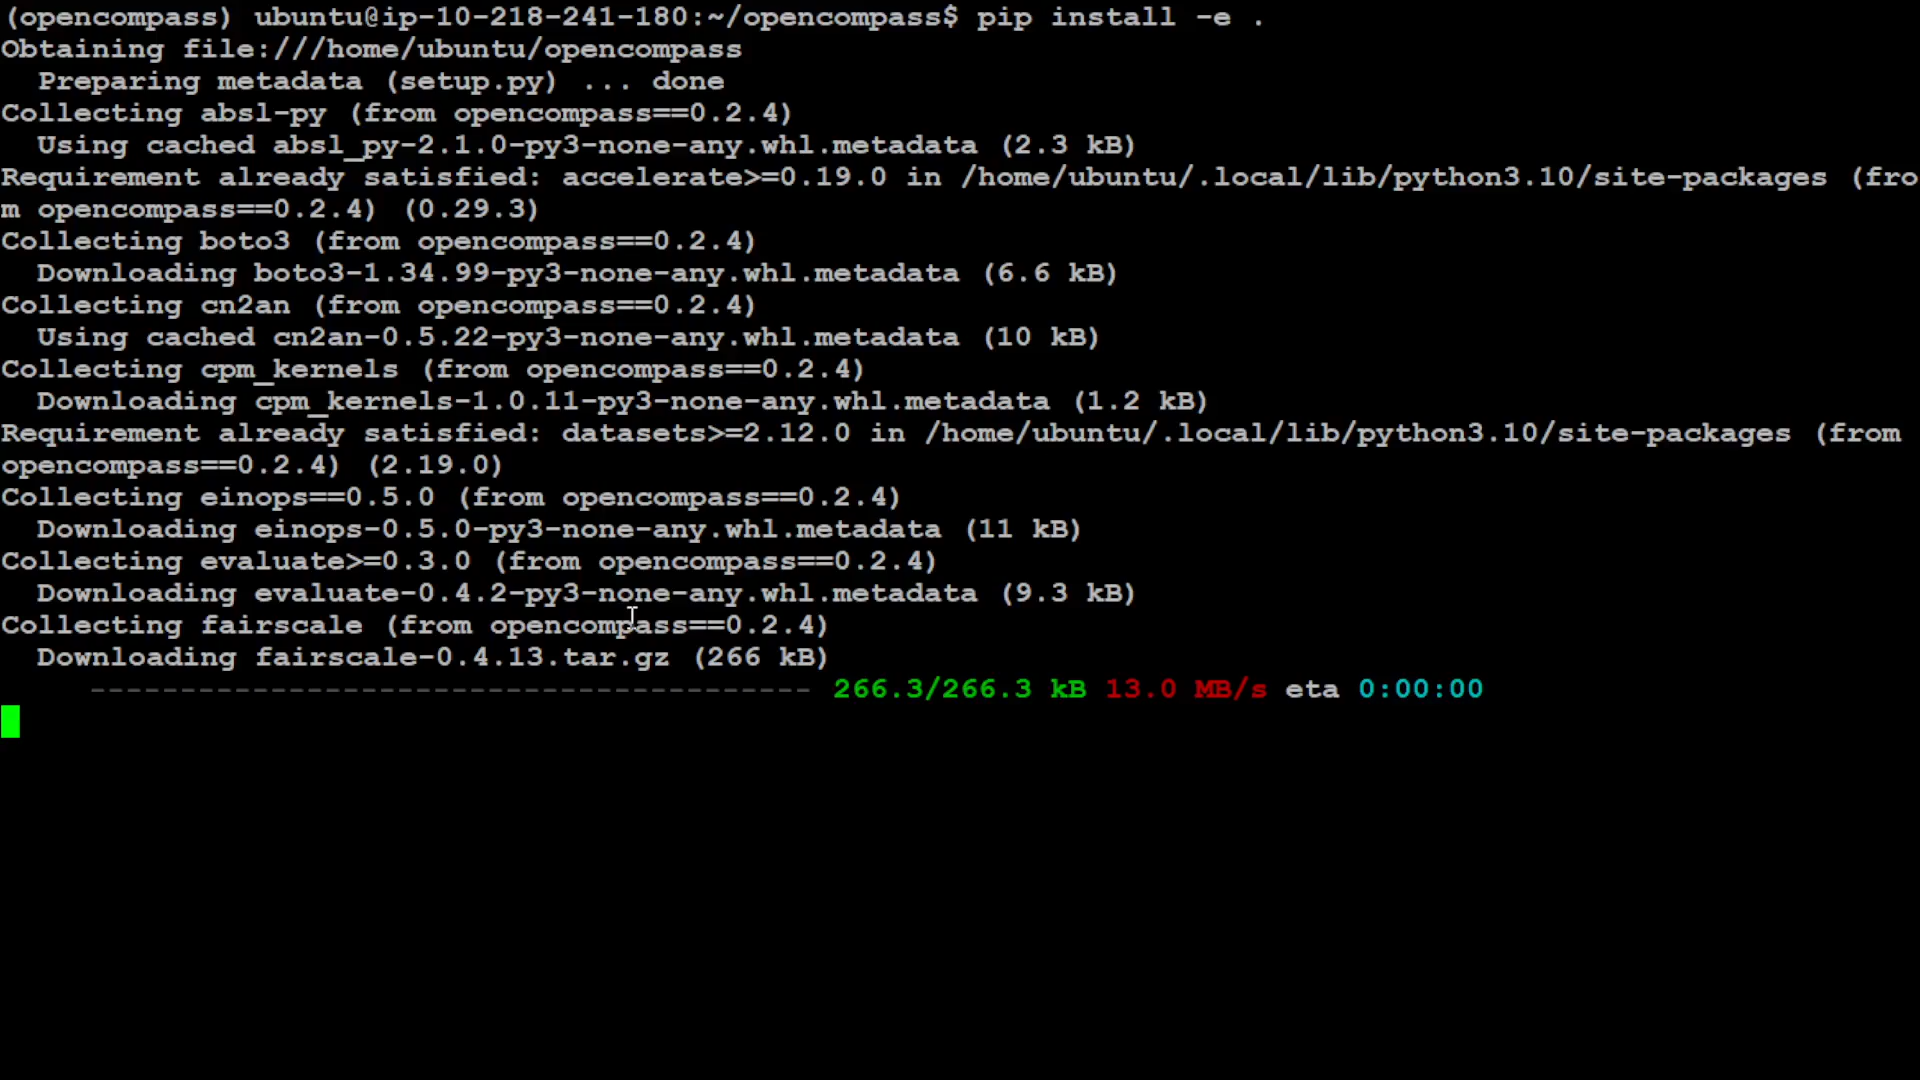 (opencompass) ubuntu@ip-10-218-241-180:~/opencompass$ pip install -e .
Obtaining file:///home/ubuntu/opencompass
  Preparing metadata (setup.py) ... done
Collecting absl-py (from opencompass==0.2.4)
  Using cached absl_py-2.1.0-py3-none-any.whl.metadata (2.3 kB)
Requirement already satisfied: accelerate>=0.19.0 in /home/ubuntu/.local/lib/python3.10/site-packages (fro
m opencompass==0.2.4) (0.29.3)
Collecting boto3 (from opencompass==0.2.4)
  Downloading boto3-1.34.99-py3-none-any.whl.metadata (6.6 kB)
Collecting cn2an (from opencompass==0.2.4)
  Using cached cn2an-0.5.22-py3-none-any.whl.metadata (10 kB)
Collecting cpm_kernels (from opencompass==0.2.4)
  Downloading cpm_kernels-1.0.11-py3-none-any.whl.metadata (1.2 kB)
Requirement already satisfied: datasets>=2.12.0 in /home/ubuntu/.local/lib/python3.10/site-packages (from
opencompass==0.2.4) (2.19.0)
Collecting einops==0.5.0 (from opencompass==0.2.4)
  Downloading einops-0.5.0-py3-none-any.whl.metadata (11 kB)
Collecting evaluate>=0.3.0 (from opencompass==0.2.4)
  Downloading evaluate-0.4.2-py3-none-any.whl.metadata (9.3 kB)
Collecting fairscale (from opencompass==0.2.4)
  Downloading fairscale-0.4.13.tar.gz (266 kB)
     ---------------------------------------- 266.3/266.3 kB 13.0 MB/s eta 0:00:00